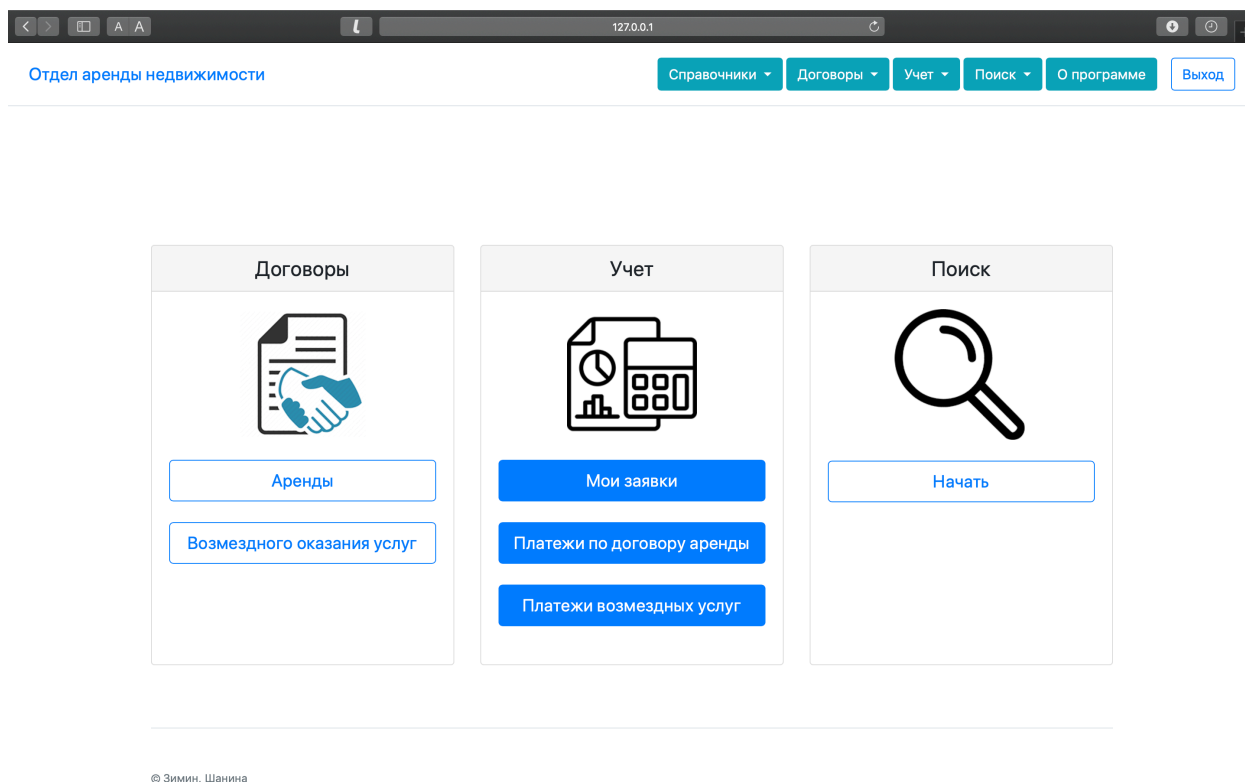 A A
127.0.0.1
Отдел аренды недвижимости
Справочники
Договоры
Учет
Поиск
О программе
Выход
Договоры
Аренды
Возмездного оказания услуг
Учет
Мои заявки
Платежи по договору аренды
Платежи возмездных услуг
Поиск
Начать
© Зимин, Шанина